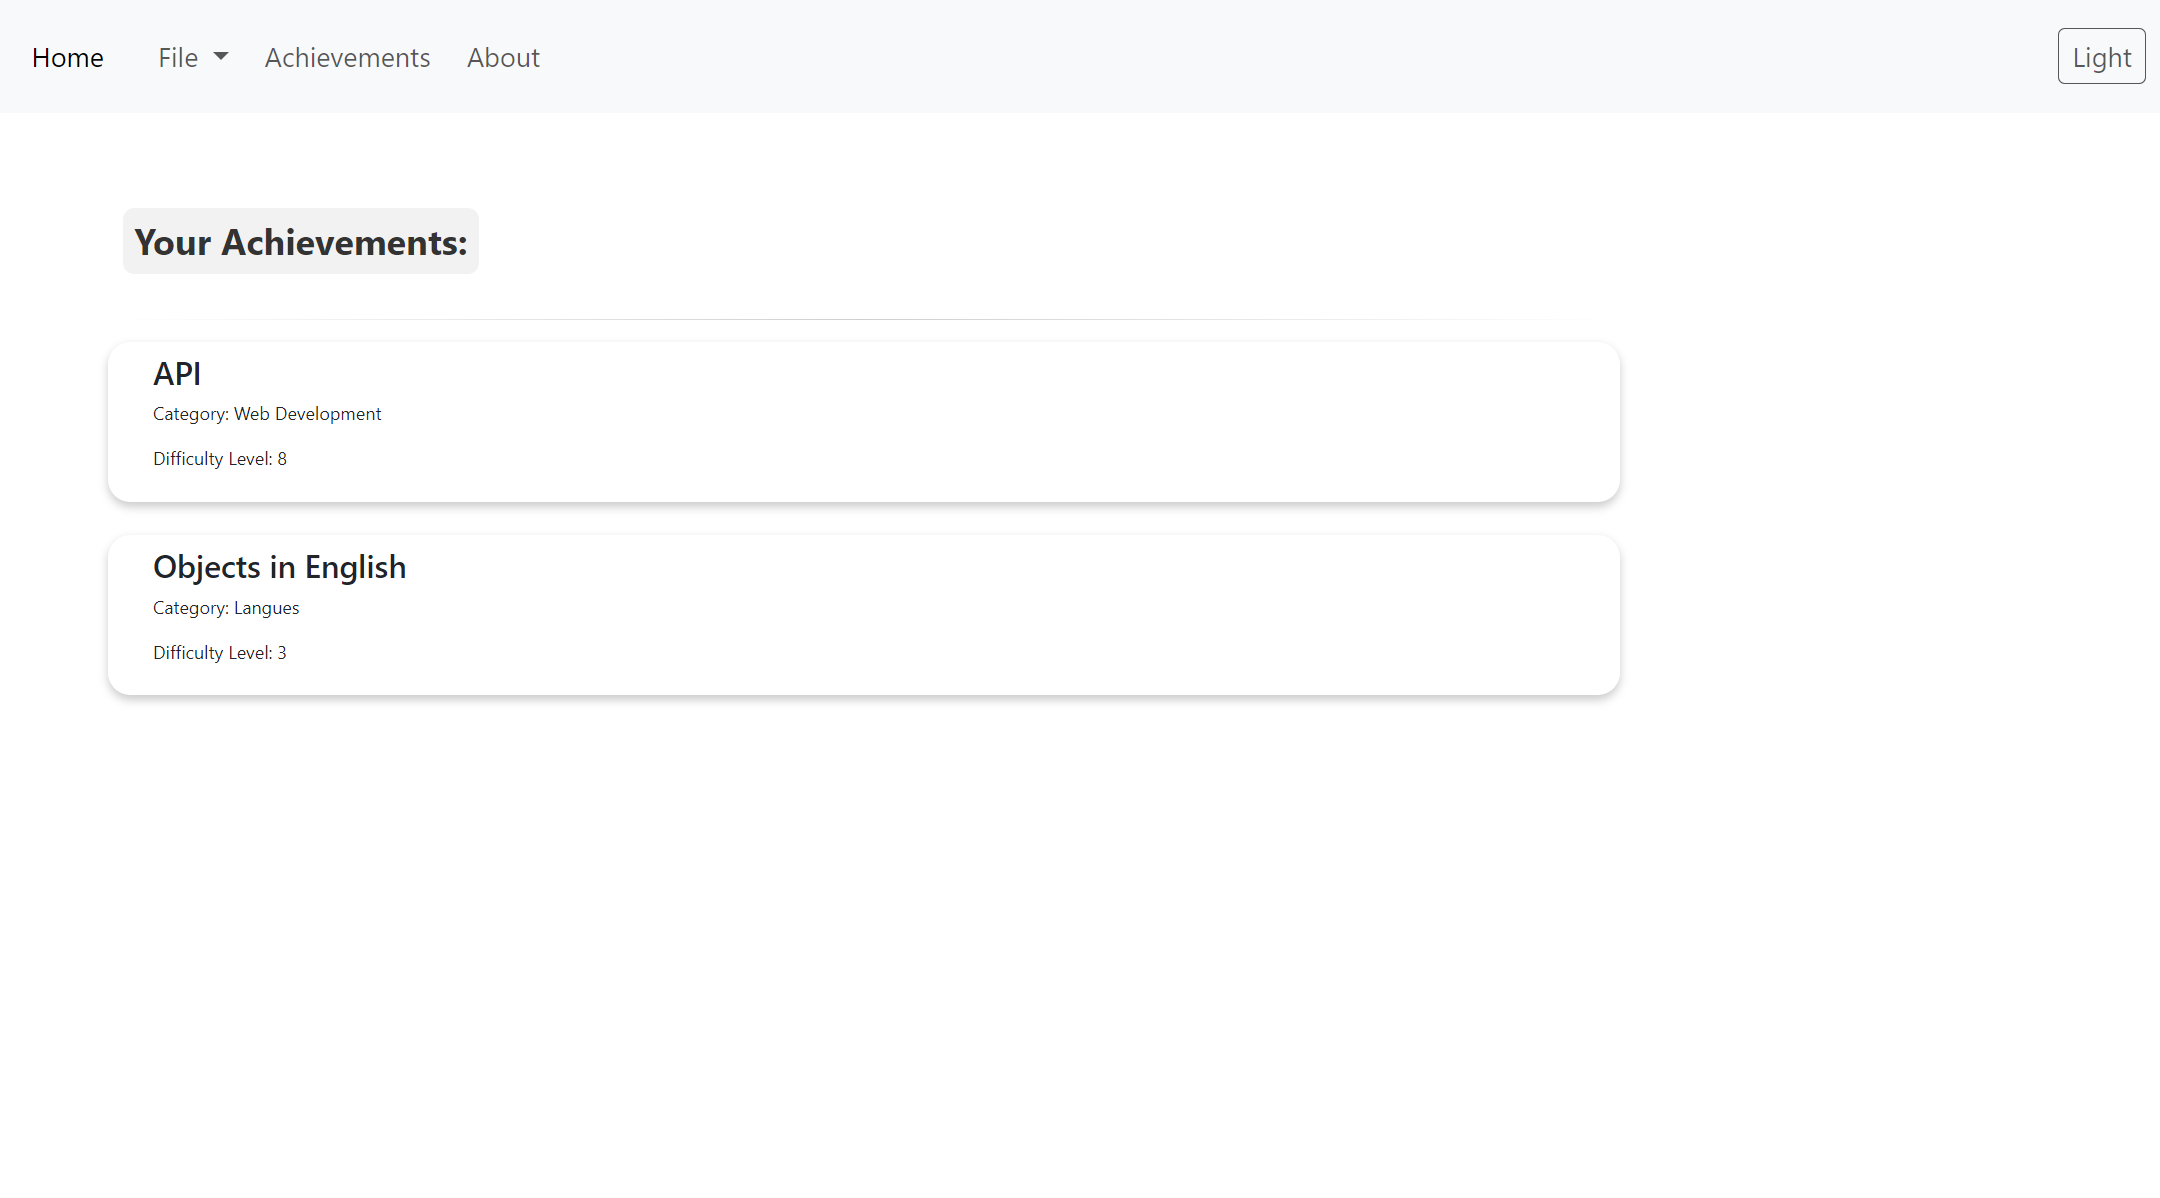 Home File Achievements About Light
Your Achievements:
API
Category: Web Development
Difficulty Level: 8
Objects in English
Category: Langues
Difficulty Level: 3